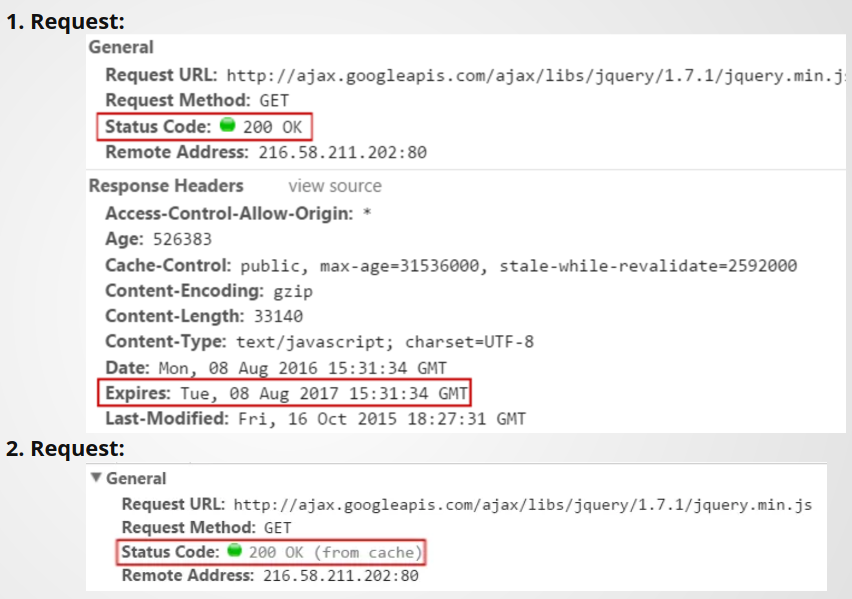 1. Request:
General
Request URL: http://ajax.googleapis.com/ajax/libs/jquery/1.7.1/jquery.min.j
Request Method: GET
Status Code: 200 OK
Remote Address: 216.58.211.202:80
Response Headers view source
Access-Control-Allow-Origin: *
Age: 526383
Cache-Control: public, max-age=31536000, stale-while-revalidate=2592000
Content-Encoding: gzip
Content-Length: 33140
Content-Type: text/javascript; charset=UTF-8
Date: Mon, 08 Aug 2016 15:31:34 GMT
Expires: Tue, 08 Aug 2017 15:31:34 GMT
Last-Modified: Fri, 16 Oct 2015 18:27:31 GMT
2. Request:
General
Request URL: http://ajax.googleapis.com/ajax/libs/jquery/1.7.1/jquery.min.js
Request Method: GET
Status Code: 200 OK (from cache)
Remote Address: 216.58.211.202:80